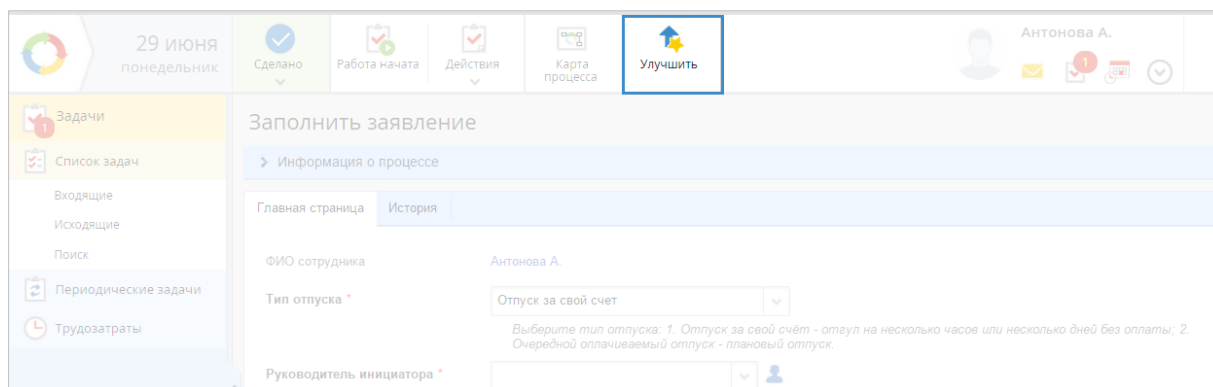 29 июня
понедельник
Сделано
Работа начата
Действия
Карта
процесса
Улучшить
Антонова А.
1
Задачи
1
Список задач
Входящие
Исходящие
Поиск
Периодические задачи
Трудозатраты
Заполнить заявление
Информация о процессе
Главная страница
История
ФИО сотрудника
Антонова А.
Тип отпуска *
Отпуск за свой счет
Выберите тип отпуска: 1. Отпуск за свой счёт - отгул на несколько часов или несколько дней без оплаты; 2.
Очередной оплачиваемый отпуск - плановый отпуск.
Руководитель инициатора *